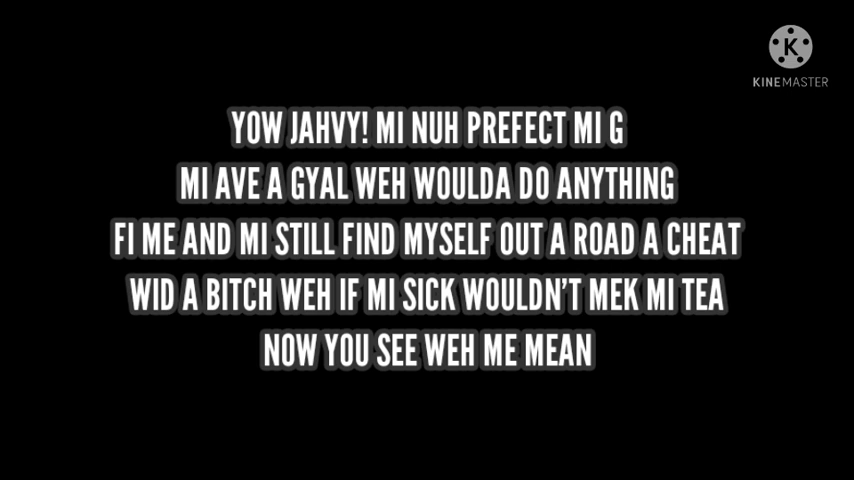 KINEMASTER
YOW JAHVY! MI NUH PREFECT MI G
MI AVE A GYAL WEH WOULDA DO ANYTHING
FI ME AND MI STILL FIND MYSELF OUT A ROAD A CHEAT
WID A BITCH WEH IF MI SICK WOULDN'T MEK MI TEA
NOW YOU SEE WEH ME MEAN